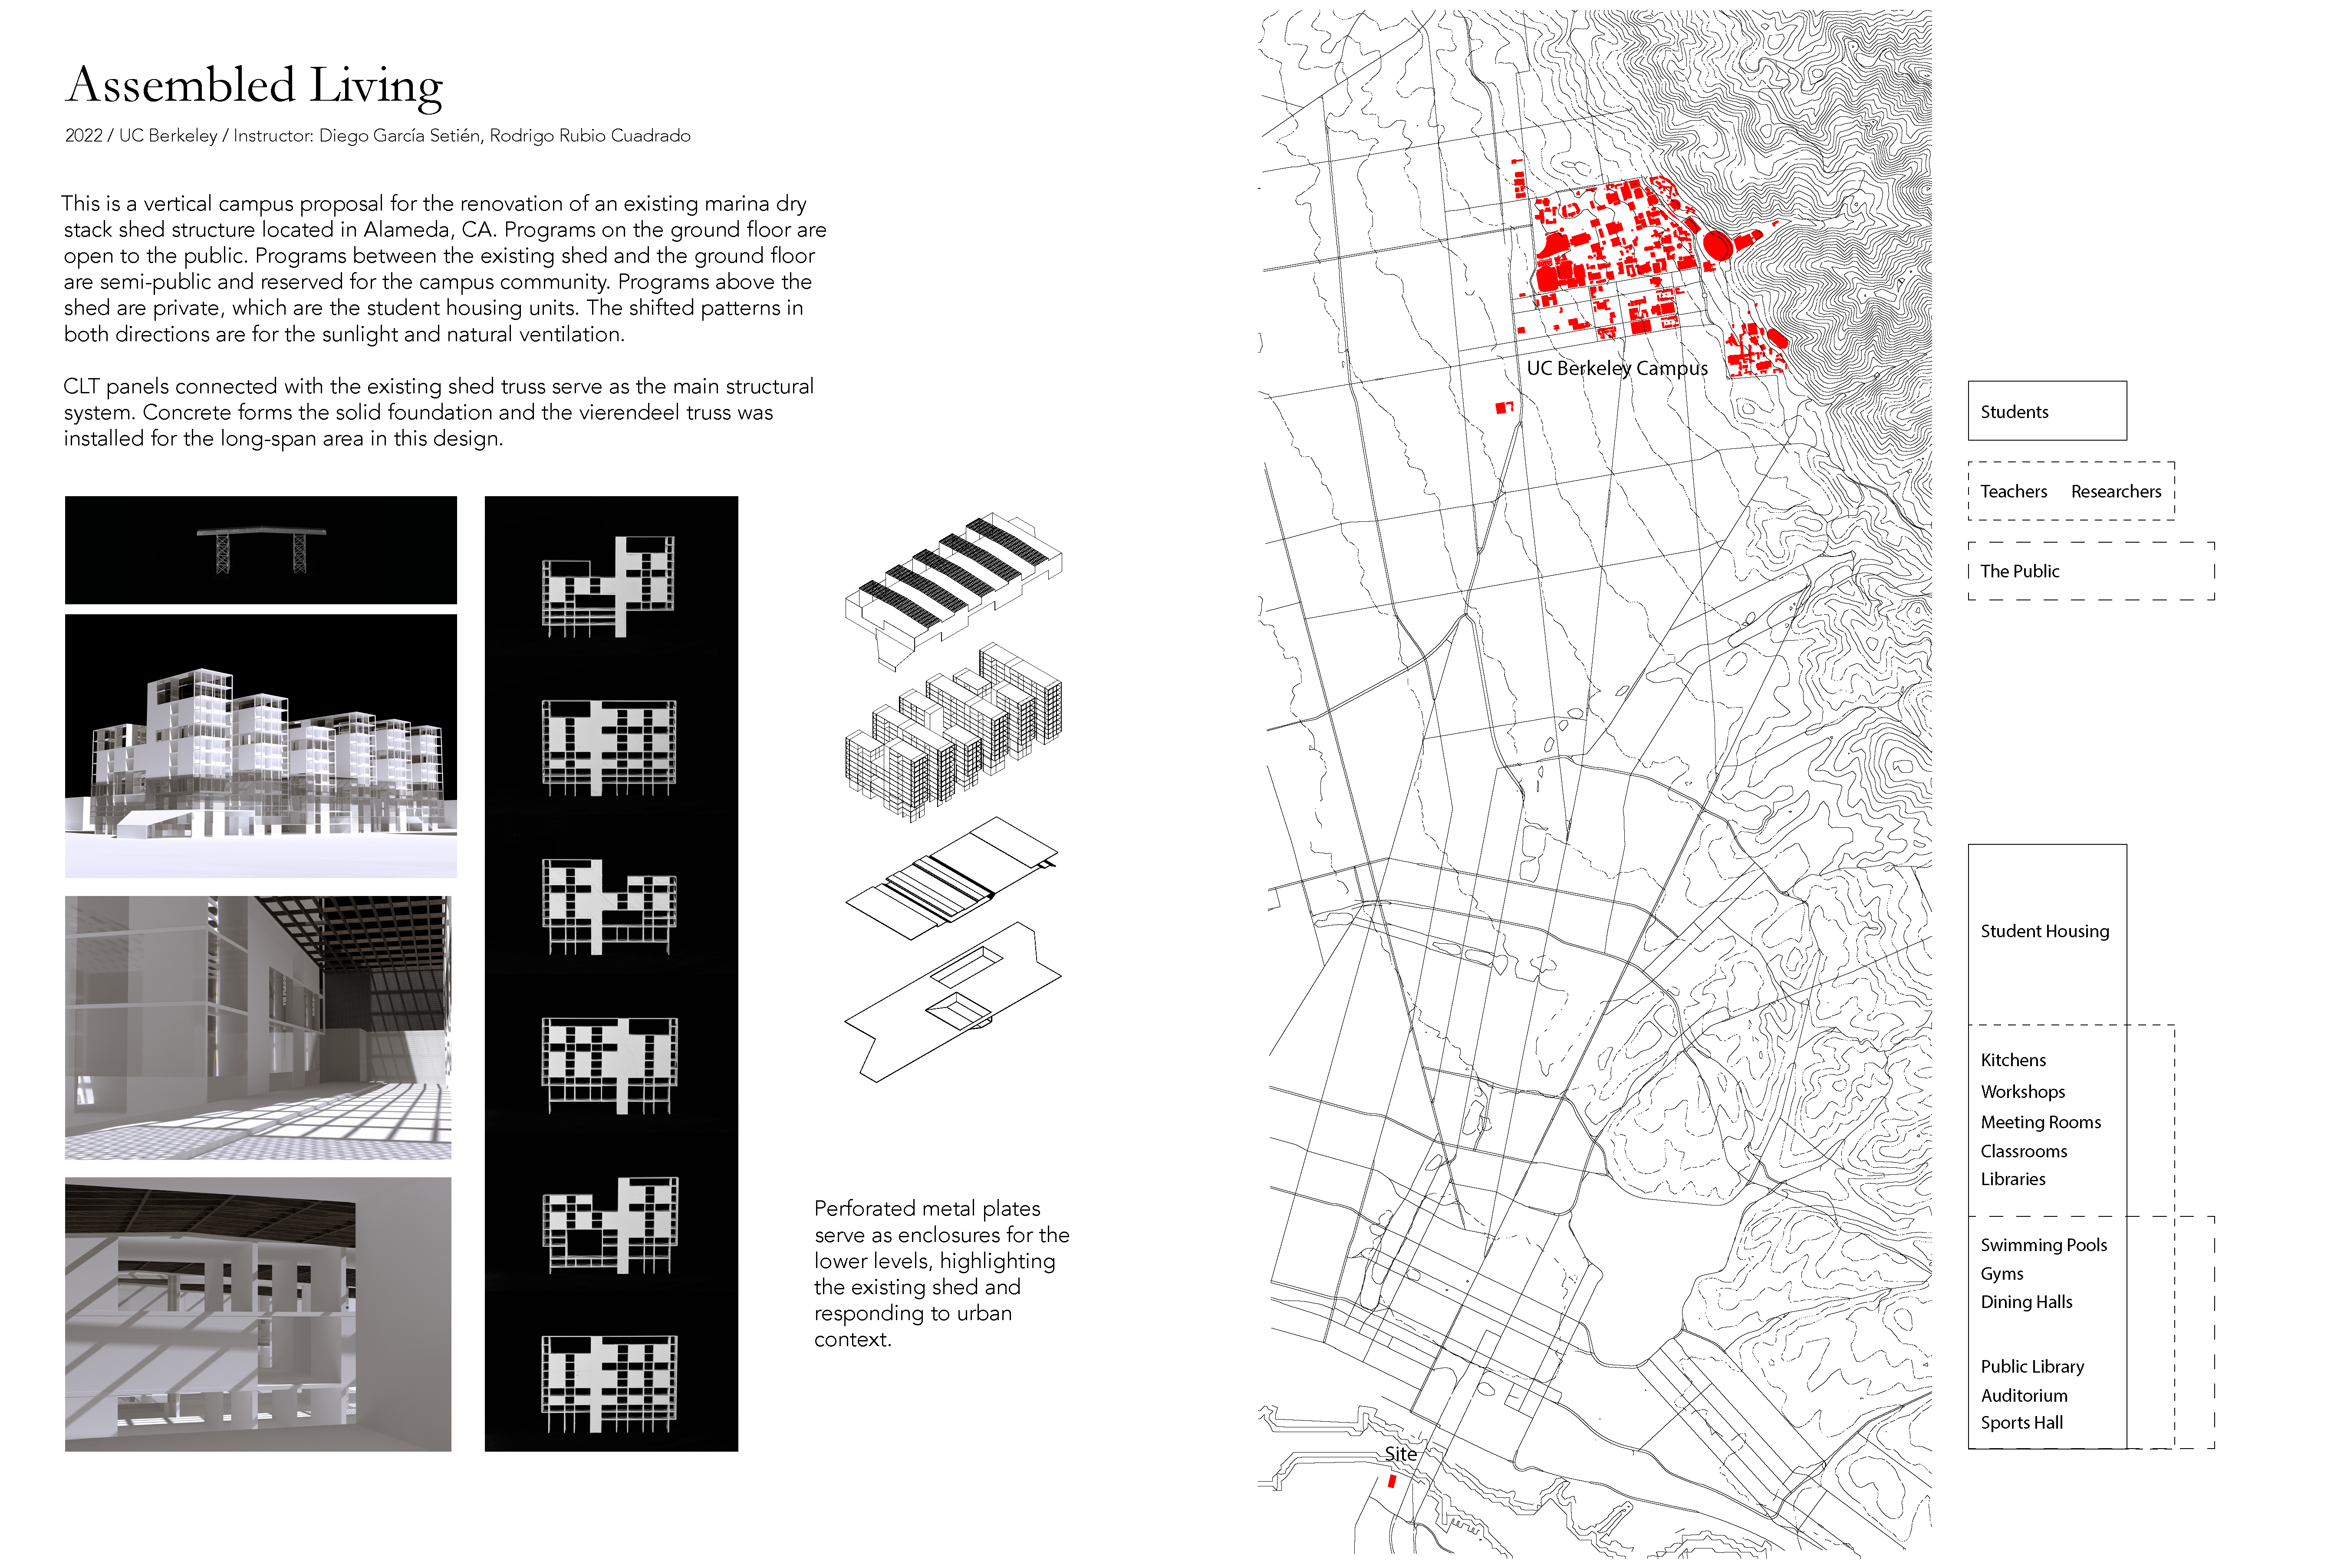 Assembled Living
2022 / UC Berkeley / Instructor: Diego García Setién, Rodrigo Rubio Cuadrado
This is a vertical campus proposal for the renovation of an existing marina dry
stack shed structure located in Alameda, CA. Programs on the ground floor are
open to the public. Programs between the existing shed and the ground floor
are semi-public and reserved for the campus community. Programs above the
shed are private, which are the student housing units. The shifted patterns in
both directions are for the sunlight and natural ventilation.
CLT panels connected with the existing shed truss serve as the main structural
system. Concrete forms the solid foundation and the vierendeel truss was
installed for the long-span area in this design.
Perforated metal plates
serve as enclosures for the
lower levels, highlighting
the existing shed and
responding to urban
context.
UC Berkeley Campus
Site
Students
Teachers Researchers
The Public
Student Housing
Kitchens
Workshops
Meeting Rooms
Classrooms
Libraries
Swimming Pools
Gyms
Dining Halls
Public Library
Auditorium
Sports Hall